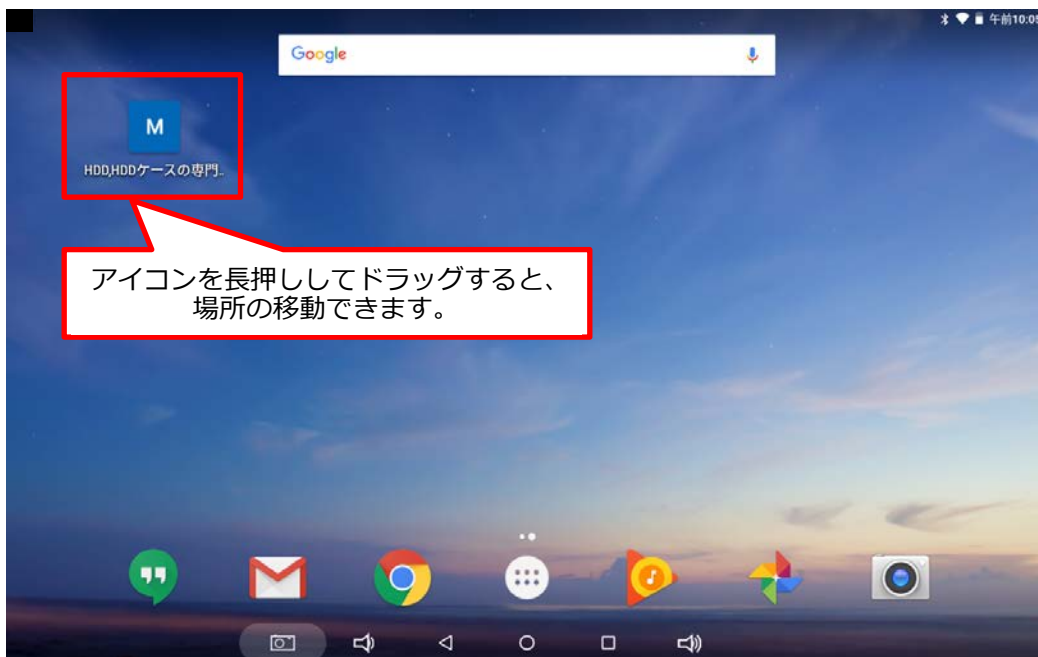 午前10:05
Google
M
HDD,HDDケースの専門..
アイコンを長押ししてドラッグすると、
場所の移動できます。